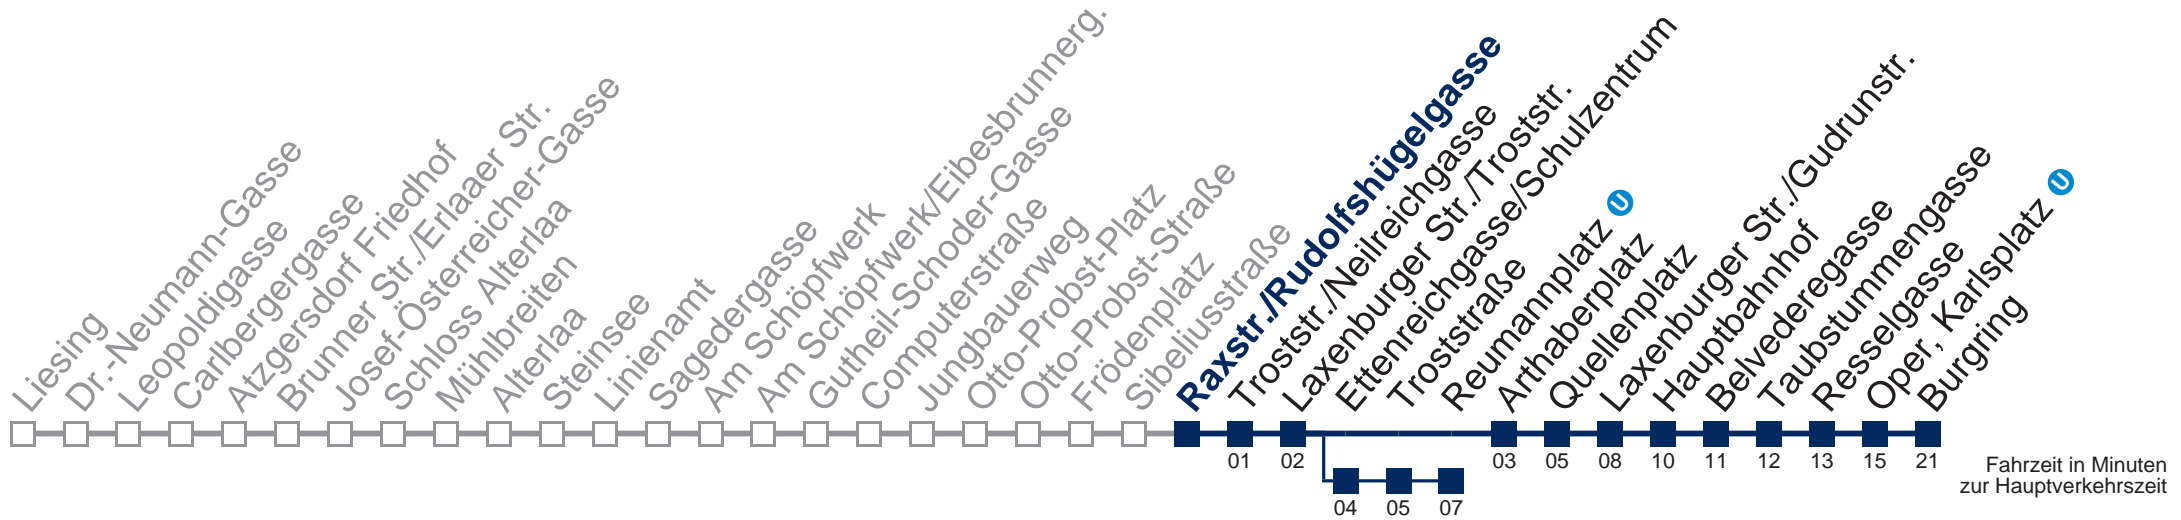 Liesing
Dr.-Neumann-Gasse
Leopoldigasse
Carlbergergasse
Atzgersdorf Friedhof
Brunner Str./Erlaaer Str.
Josef-Österreicher-Gasse
Schloss Alterlaa
Mühlbreiten
Alterlaa
Steinsee
Linienamt
Sagedergasse
Am Schöpfwerk
Am Schöpfwerk/Eibesbrunnerg.
Gutheil-Schoder-Gasse
Computerstraße
Jungbauerweg
Otto-Probst-Platz
Otto-Probst-Straße
Frödenplatz
Sibeliusstraße
Raxstr./Rudolfshügelgasse
Troststr./Neilreichgasse
Laxenburger Str./Troststr.
Ettenreichgasse/Schulzentrum
Troststraße
Reumannplatz U
Arthaberplatz
Quellenplatz
Laxenburger Str./Gudrunstr.
Hauptbahnhof
Belvederegasse
Taubstummengasse
Resselgasse
Oper, Karlsplatz U
Burgring
01 02 03 05 08 10 11 12 13 15 21
04 05 07
Fahrzeit in Minuten
zur Hauptverkehrszeit